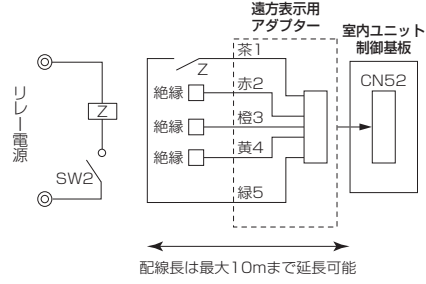 遠方表示用
アダプター
室内ユニット
制御基板
茶1
Z
赤2
CN52
絶縁
リレー電源
Z
橙3
絶縁
黄4
絶縁
SW2
緑5
配線長は最大10mまで延長可能